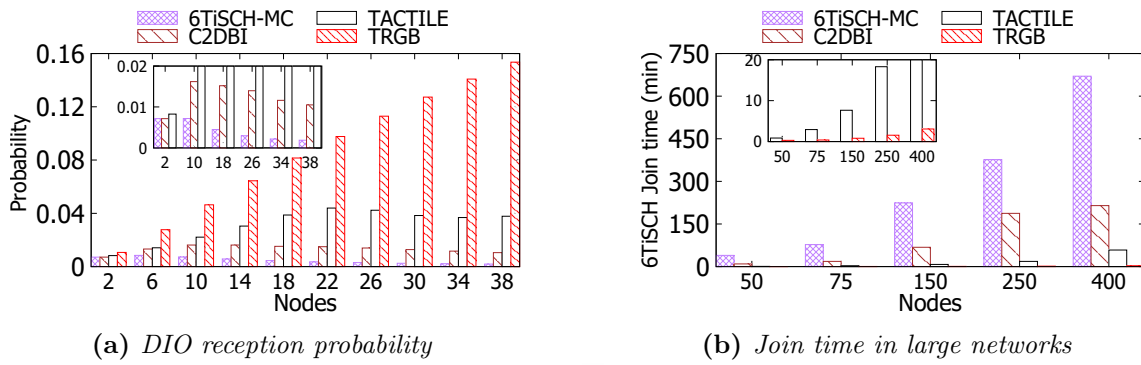 6TiSCH-MC TACTILE
C2DBI TRGB
0.16
0.12
0.08
0.04
0
Probability
0.02
0.01
0
2 10 18 26 34 38
2 6 10 14 18 22 26 30 34 38
Nodes
(a) DIO reception probability
6TiSCH-MC TACTILE
C2DBI TRGB
750
600
450
300
150
0
6TiSCH Join time (min)
20
10
0
50 75 150 250 400
50 75 150 250 400
Nodes
(b) Join time in large networks